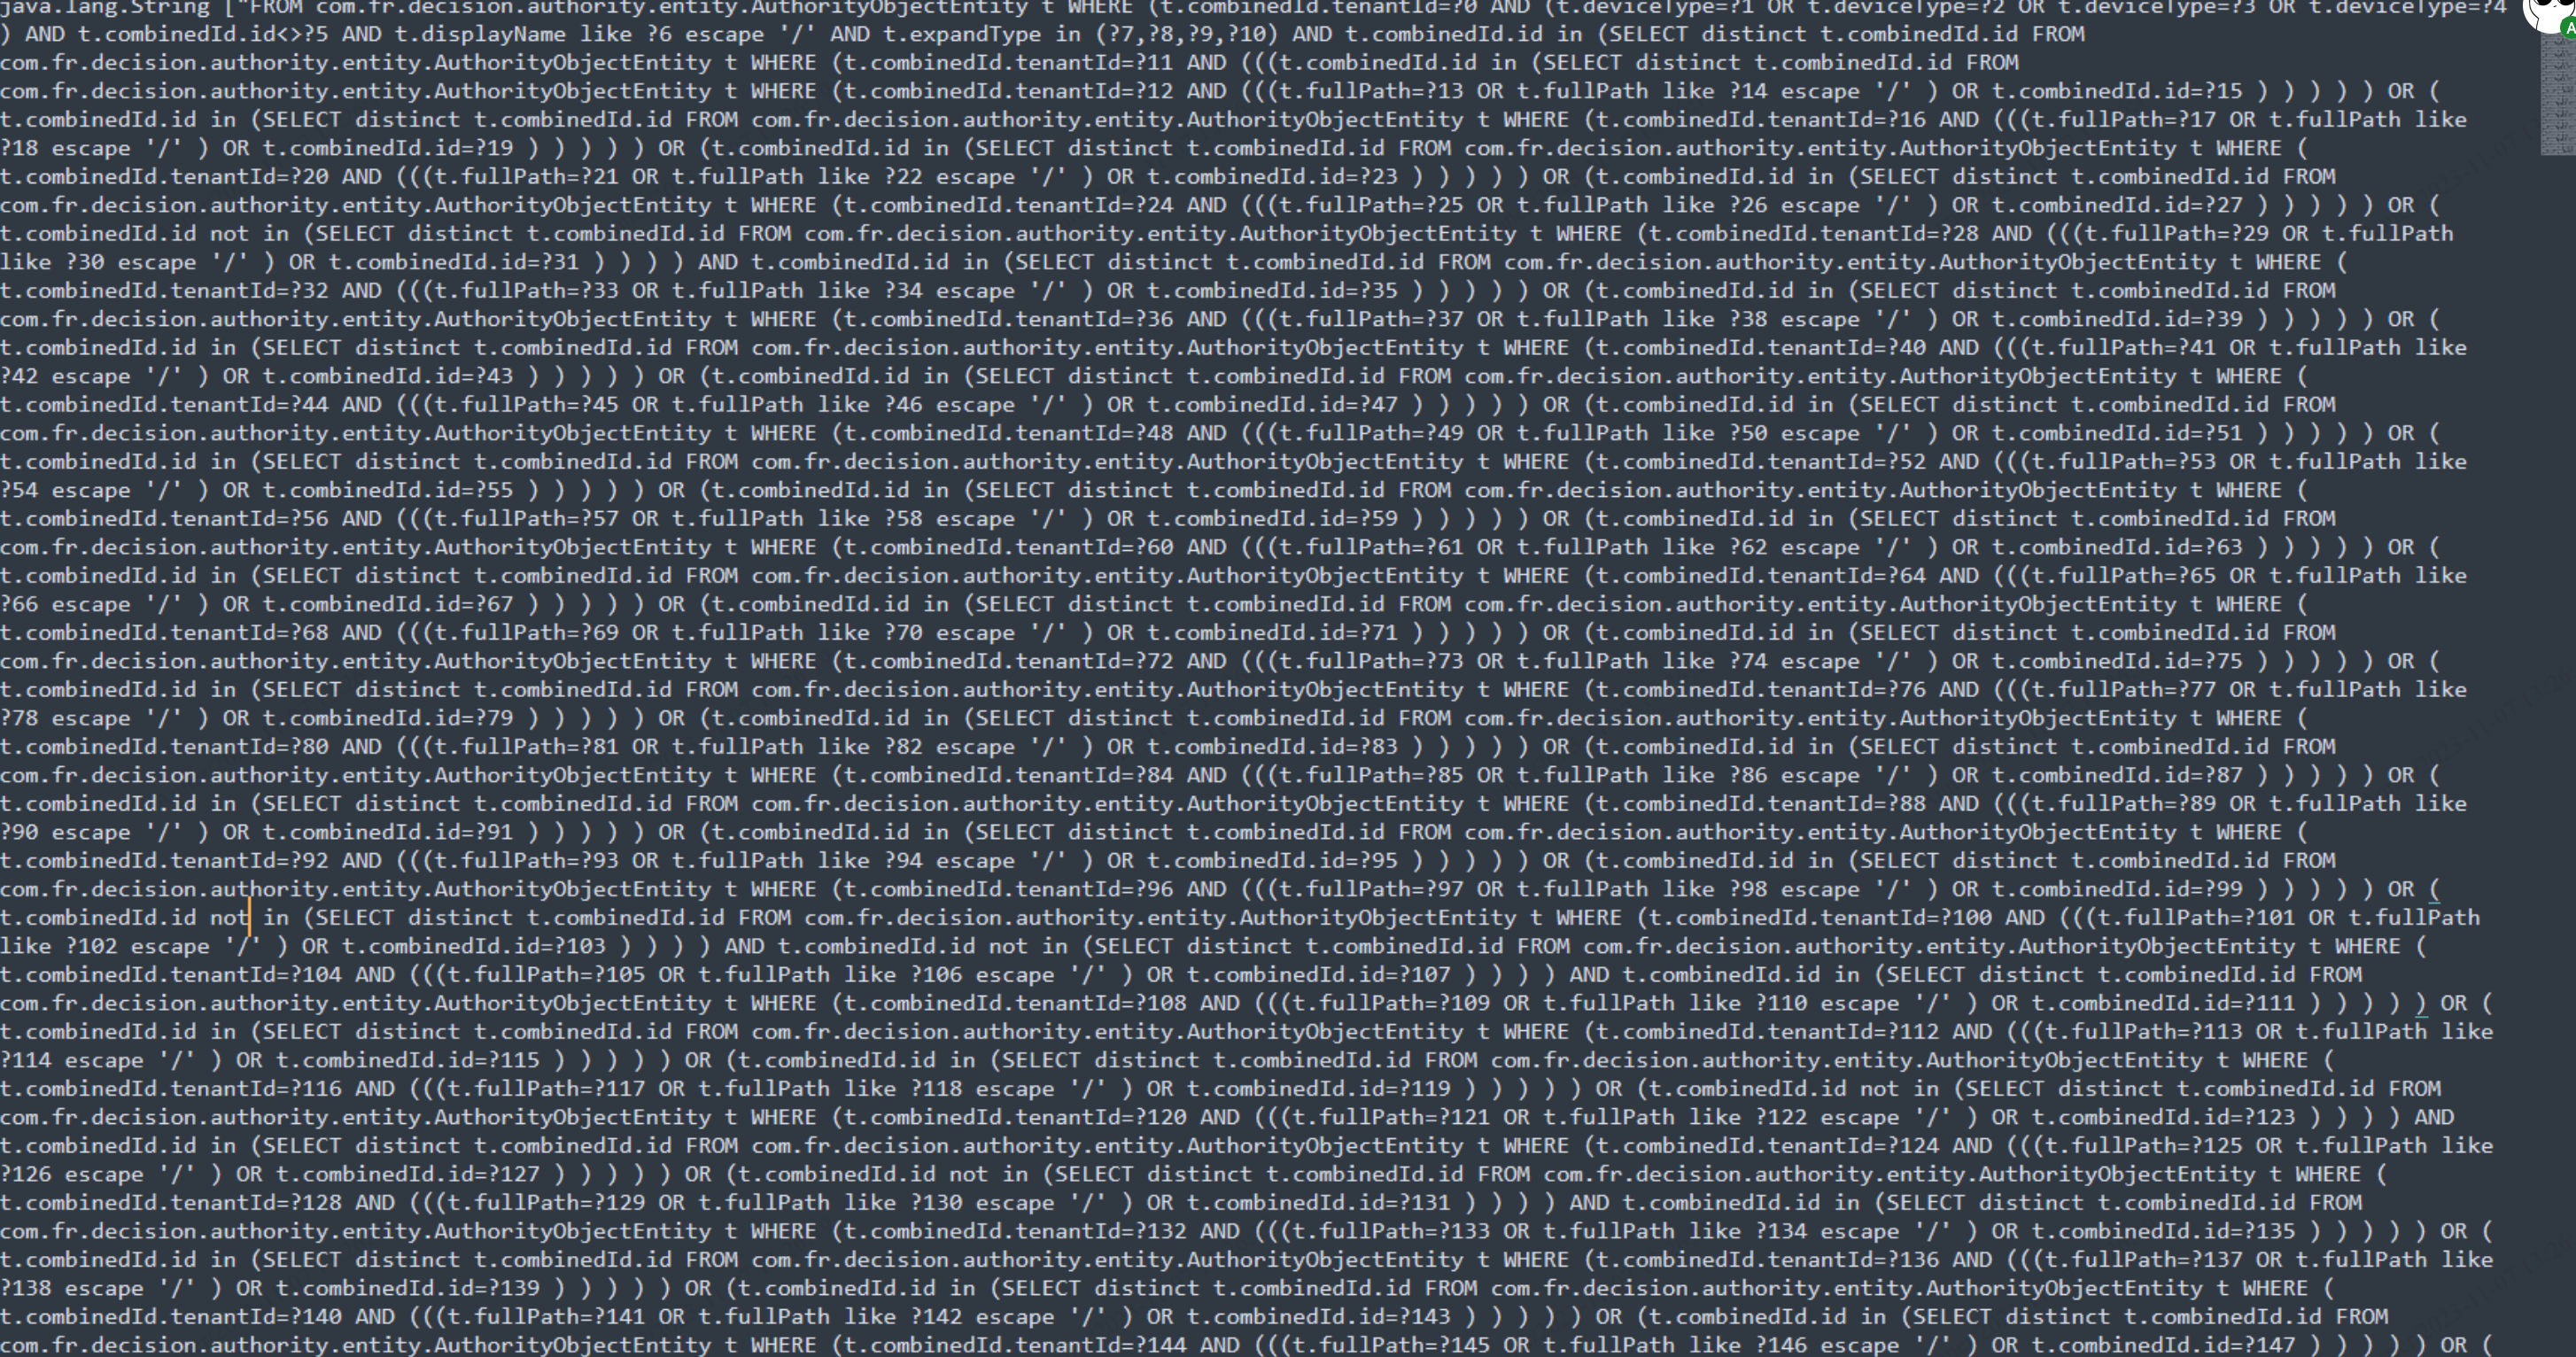 java.lang.String ["FROM com.fr.decision.authority.entity.AuthorityObjectEntity t WHERE (t.combinedId.tenantId=?0 AND (t.deviceType=?1 OR t.deviceType=?2 OR t.deviceType=?3 OR t.deviceType=?4
) AND t.combinedId.id<>?5 AND t.displayName like ?6 escape '/' AND t.expandType in (?7,?8,?9,?10) AND t.combinedId.id in (SELECT distinct t.combinedId.id FROM
com.fr.decision.authority.entity.AuthorityObjectEntity t WHERE (t.combinedId.tenantId=?11 AND (((t.combinedId.id in (SELECT distinct t.combinedId.id FROM
com.fr.decision.authority.entity.AuthorityObjectEntity t WHERE (t.combinedId.tenantId=?12 AND (((t.fullPath=?13 OR t.fullPath like ?14 escape '/' ) OR t.combinedId.id=?15 ) ) ) ) ) OR (
t.combinedId.id in (SELECT distinct t.combinedId.id FROM com.fr.decision.authority.entity.AuthorityObjectEntity t WHERE (t.combinedId.tenantId=?16 AND (((t.fullPath=?17 OR t.fullPath like
?18 escape '/' ) OR t.combinedId.id=?19 ) ) ) ) ) OR (t.combinedId.id in (SELECT distinct t.combinedId.id FROM com.fr.decision.authority.entity.AuthorityObjectEntity t WHERE (
t.combinedId.tenantId=?20 AND (((t.fullPath=?21 OR t.fullPath like ?22 escape '/' ) OR t.combinedId.id=?23 ) ) ) ) ) OR (t.combinedId.id in (SELECT distinct t.combinedId.id FROM
com.fr.decision.authority.entity.AuthorityObjectEntity t WHERE (t.combinedId.tenantId=?24 AND (((t.fullPath=?25 OR t.fullPath like ?26 escape '/' ) OR t.combinedId.id=?27 ) ) ) ) ) OR (
t.combinedId.id not in (SELECT distinct t.combinedId.id FROM com.fr.decision.authority.entity.AuthorityObjectEntity t WHERE (t.combinedId.tenantId=?28 AND (((t.fullPath=?29 OR t.fullPath
like ?30 escape '/' ) OR t.combinedId.id=?31 ) ) ) ) AND t.combinedId.id in (SELECT distinct t.combinedId.id FROM com.fr.decision.authority.entity.AuthorityObjectEntity t WHERE (
t.combinedId.tenantId=?32 AND (((t.fullPath=?33 OR t.fullPath like ?34 escape '/' ) OR t.combinedId.id=?35 ) ) ) ) ) OR (t.combinedId.id in (SELECT distinct t.combinedId.id FROM
com.fr.decision.authority.entity.AuthorityObjectEntity t WHERE (t.combinedId.tenantId=?36 AND (((t.fullPath=?37 OR t.fullPath like ?38 escape '/' ) OR t.combinedId.id=?39 ) ) ) ) ) OR (
t.combinedId.id in (SELECT distinct t.combinedId.id FROM com.fr.decision.authority.entity.AuthorityObjectEntity t WHERE (t.combinedId.tenantId=?40 AND (((t.fullPath=?41 OR t.fullPath like
?42 escape '/' ) OR t.combinedId.id=?43 ) ) ) ) ) OR (t.combinedId.id in (SELECT distinct t.combinedId.id FROM com.fr.decision.authority.entity.AuthorityObjectEntity t WHERE (
t.combinedId.tenantId=?44 AND (((t.fullPath=?45 OR t.fullPath like ?46 escape '/' ) OR t.combinedId.id=?47 ) ) ) ) ) OR (t.combinedId.id in (SELECT distinct t.combinedId.id FROM
com.fr.decision.authority.entity.AuthorityObjectEntity t WHERE (t.combinedId.tenantId=?48 AND (((t.fullPath=?49 OR t.fullPath like ?50 escape '/' ) OR t.combinedId.id=?51 ) ) ) ) ) OR (
t.combinedId.id in (SELECT distinct t.combinedId.id FROM com.fr.decision.authority.entity.AuthorityObjectEntity t WHERE (t.combinedId.tenantId=?52 AND (((t.fullPath=?53 OR t.fullPath like
?54 escape '/' ) OR t.combinedId.id=?55 ) ) ) ) ) OR (t.combinedId.id in (SELECT distinct t.combinedId.id FROM com.fr.decision.authority.entity.AuthorityObjectEntity t WHERE (
t.combinedId.tenantId=?56 AND (((t.fullPath=?57 OR t.fullPath like ?58 escape '/' ) OR t.combinedId.id=?59 ) ) ) ) ) OR (t.combinedId.id in (SELECT distinct t.combinedId.id FROM
com.fr.decision.authority.entity.AuthorityObjectEntity t WHERE (t.combinedId.tenantId=?60 AND (((t.fullPath=?61 OR t.fullPath like ?62 escape '/' ) OR t.combinedId.id=?63 ) ) ) ) ) OR (
t.combinedId.id in (SELECT distinct t.combinedId.id FROM com.fr.decision.authority.entity.AuthorityObjectEntity t WHERE (t.combinedId.tenantId=?64 AND (((t.fullPath=?65 OR t.fullPath like
?66 escape '/' ) OR t.combinedId.id=?67 ) ) ) ) ) OR (t.combinedId.id in (SELECT distinct t.combinedId.id FROM com.fr.decision.authority.entity.AuthorityObjectEntity t WHERE (
t.combinedId.tenantId=?68 AND (((t.fullPath=?69 OR t.fullPath like ?70 escape '/' ) OR t.combinedId.id=?71 ) ) ) ) ) OR (t.combinedId.id in (SELECT distinct t.combinedId.id FROM
com.fr.decision.authority.entity.AuthorityObjectEntity t WHERE (t.combinedId.tenantId=?72 AND (((t.fullPath=?73 OR t.fullPath like ?74 escape '/' ) OR t.combinedId.id=?75 ) ) ) ) ) OR (
t.combinedId.id in (SELECT distinct t.combinedId.id FROM com.fr.decision.authority.entity.AuthorityObjectEntity t WHERE (t.combinedId.tenantId=?76 AND (((t.fullPath=?77 OR t.fullPath like
?78 escape '/' ) OR t.combinedId.id=?79 ) ) ) ) ) OR (t.combinedId.id in (SELECT distinct t.combinedId.id FROM com.fr.decision.authority.entity.AuthorityObjectEntity t WHERE (
t.combinedId.tenantId=?80 AND (((t.fullPath=?81 OR t.fullPath like ?82 escape '/' ) OR t.combinedId.id=?83 ) ) ) ) ) OR (t.combinedId.id in (SELECT distinct t.combinedId.id FROM
com.fr.decision.authority.entity.AuthorityObjectEntity t WHERE (t.combinedId.tenantId=?84 AND (((t.fullPath=?85 OR t.fullPath like ?86 escape '/' ) OR t.combinedId.id=?87 ) ) ) ) ) OR (
t.combinedId.id in (SELECT distinct t.combinedId.id FROM com.fr.decision.authority.entity.AuthorityObjectEntity t WHERE (t.combinedId.tenantId=?88 AND (((t.fullPath=?89 OR t.fullPath like
?90 escape '/' ) OR t.combinedId.id=?91 ) ) ) ) ) OR (t.combinedId.id in (SELECT distinct t.combinedId.id FROM com.fr.decision.authority.entity.AuthorityObjectEntity t WHERE (
t.combinedId.tenantId=?92 AND (((t.fullPath=?93 OR t.fullPath like ?94 escape '/' ) OR t.combinedId.id=?95 ) ) ) ) ) OR (t.combinedId.id in (SELECT distinct t.combinedId.id FROM
com.fr.decision.authority.entity.AuthorityObjectEntity t WHERE (t.combinedId.tenantId=?96 AND (((t.fullPath=?97 OR t.fullPath like ?98 escape '/' ) OR t.combinedId.id=?99 ) ) ) ) ) OR (
t.combinedId.id not in (SELECT distinct t.combinedId.id FROM com.fr.decision.authority.entity.AuthorityObjectEntity t WHERE (t.combinedId.tenantId=?100 AND (((t.fullPath=?101 OR t.fullPath
like ?102 escape '/' ) OR t.combinedId.id=?103 ) ) ) ) AND t.combinedId.id not in (SELECT distinct t.combinedId.id FROM com.fr.decision.authority.entity.AuthorityObjectEntity t WHERE (
t.combinedId.tenantId=?104 AND (((t.fullPath=?105 OR t.fullPath like ?106 escape '/' ) OR t.combinedId.id=?107 ) ) ) ) AND t.combinedId.id in (SELECT distinct t.combinedId.id FROM
com.fr.decision.authority.entity.AuthorityObjectEntity t WHERE (t.combinedId.tenantId=?108 AND (((t.fullPath=?109 OR t.fullPath like ?110 escape '/' ) OR t.combinedId.id=?111 ) ) ) ) ) OR (
t.combinedId.id in (SELECT distinct t.combinedId.id FROM com.fr.decision.authority.entity.AuthorityObjectEntity t WHERE (t.combinedId.tenantId=?112 AND (((t.fullPath=?113 OR t.fullPath like
?114 escape '/' ) OR t.combinedId.id=?115 ) ) ) ) ) OR (t.combinedId.id in (SELECT distinct t.combinedId.id FROM com.fr.decision.authority.entity.AuthorityObjectEntity t WHERE (
t.combinedId.tenantId=?116 AND (((t.fullPath=?117 OR t.fullPath like ?118 escape '/' ) OR t.combinedId.id=?119 ) ) ) ) ) OR (t.combinedId.id not in (SELECT distinct t.combinedId.id FROM
com.fr.decision.authority.entity.AuthorityObjectEntity t WHERE (t.combinedId.tenantId=?120 AND (((t.fullPath=?121 OR t.fullPath like ?122 escape '/' ) OR t.combinedId.id=?123 ) ) ) ) AND
t.combinedId.id in (SELECT distinct t.combinedId.id FROM com.fr.decision.authority.entity.AuthorityObjectEntity t WHERE (t.combinedId.tenantId=?124 AND (((t.fullPath=?125 OR t.fullPath like
?126 escape '/' ) OR t.combinedId.id=?127 ) ) ) ) ) OR (t.combinedId.id not in (SELECT distinct t.combinedId.id FROM com.fr.decision.authority.entity.AuthorityObjectEntity t WHERE (
t.combinedId.tenantId=?128 AND (((t.fullPath=?129 OR t.fullPath like ?130 escape '/' ) OR t.combinedId.id=?131 ) ) ) ) AND t.combinedId.id in (SELECT distinct t.combinedId.id FROM
com.fr.decision.authority.entity.AuthorityObjectEntity t WHERE (t.combinedId.tenantId=?132 AND (((t.fullPath=?133 OR t.fullPath like ?134 escape '/' ) OR t.combinedId.id=?135 ) ) ) ) ) OR (
t.combinedId.id in (SELECT distinct t.combinedId.id FROM com.fr.decision.authority.entity.AuthorityObjectEntity t WHERE (t.combinedId.tenantId=?136 AND (((t.fullPath=?137 OR t.fullPath like
?138 escape '/' ) OR t.combinedId.id=?139 ) ) ) ) ) OR (t.combinedId.id in (SELECT distinct t.combinedId.id FROM com.fr.decision.authority.entity.AuthorityObjectEntity t WHERE (
t.combinedId.tenantId=?140 AND (((t.fullPath=?141 OR t.fullPath like ?142 escape '/' ) OR t.combinedId.id=?143 ) ) ) ) ) OR (t.combinedId.id in (SELECT distinct t.combinedId.id FROM
com.fr.decision.authority.entity.AuthorityObjectEntity t WHERE (t.combinedId.tenantId=?144 AND (((t.fullPath=?145 OR t.fullPath like ?146 escape '/' ) OR t.combinedId.id=?147 ) ) ) ) ) OR (